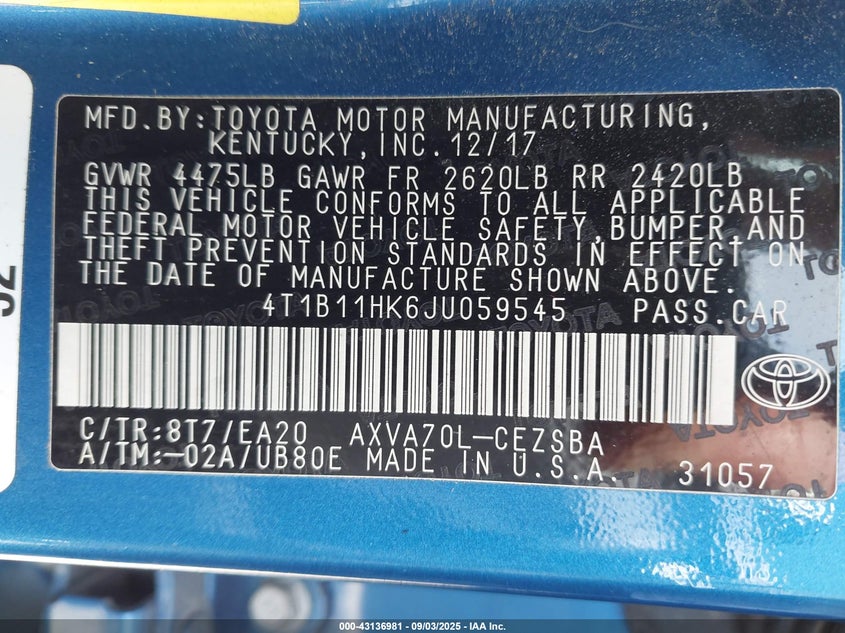 MFD.BY:TOYOTA MOTOR MANUFACTURING,
KENTUCKY,INC.12/17
GVWR 4475LB GAWR FR 2620LB RR 2420LB
THIS VEHICLE CONFORMS TO ALL APPLICABLE
FEDERAL MOTOR VEHICLE SAFETY,BUMPER,AND
THEFT PREVENTION STANDARDS IN EFFECT ON
THE DATE OF MANUFACTURE SHOWN ABOVE.
4T1B11HK6JU059545 PASS.CAR
C/TR:8T7/EA20 AXVA70L-CEZSBA
A/TM:-02A/UB80E MADE IN U.S.A. 31057
000-43136981 | 09/03/2025 | IAA Inc.